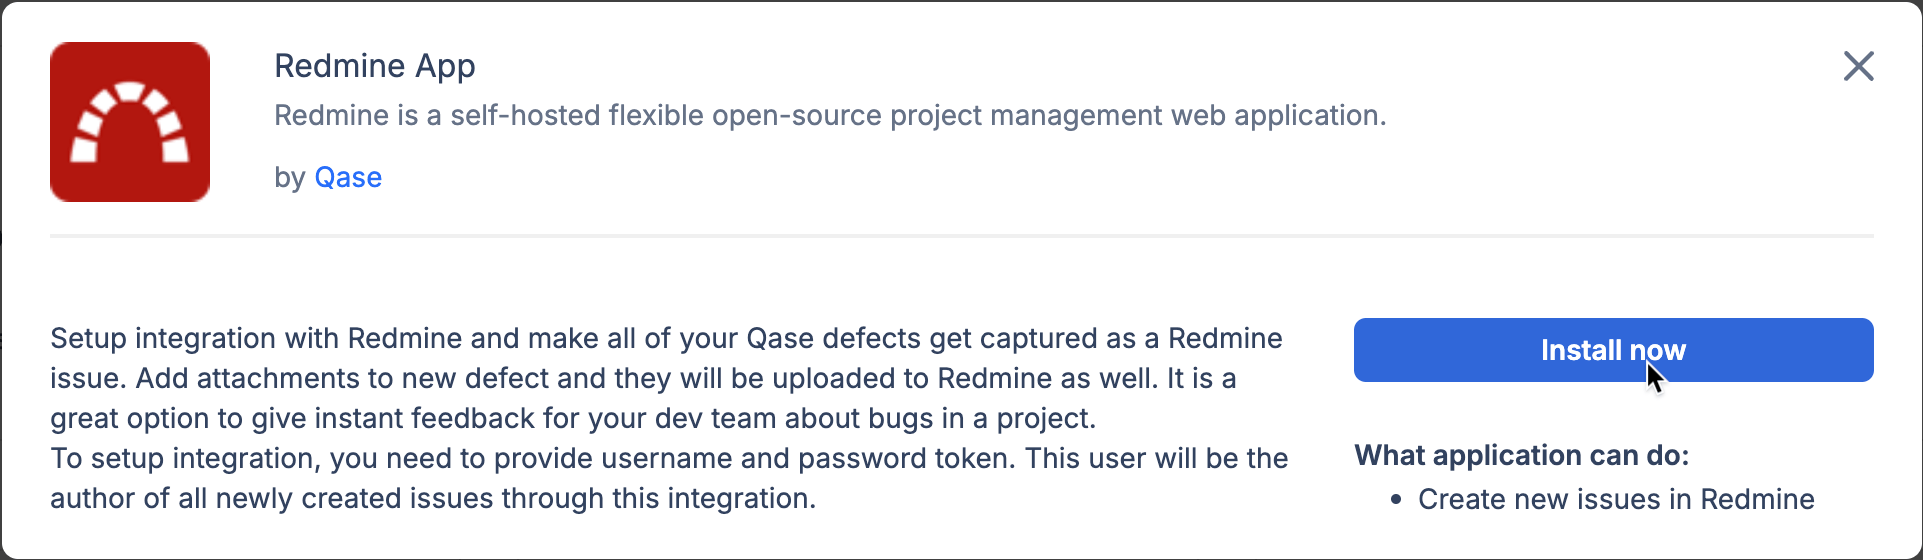 Redmine App
Redmine is a self-hosted flexible open-source project management web application.
by Qase
Setup integration with Redmine and make all of your Qase defects get captured as a Redmine
issue. Add attachments to new defect and they will be uploaded to Redmine as well. It is a
great option to give instant feedback for your dev team about bugs in a project.
To setup integration, you need to provide username and password token. This user will be the
author of all newly created issues through this integration.
Install now
What application can do:
• Create new issues in Redmine